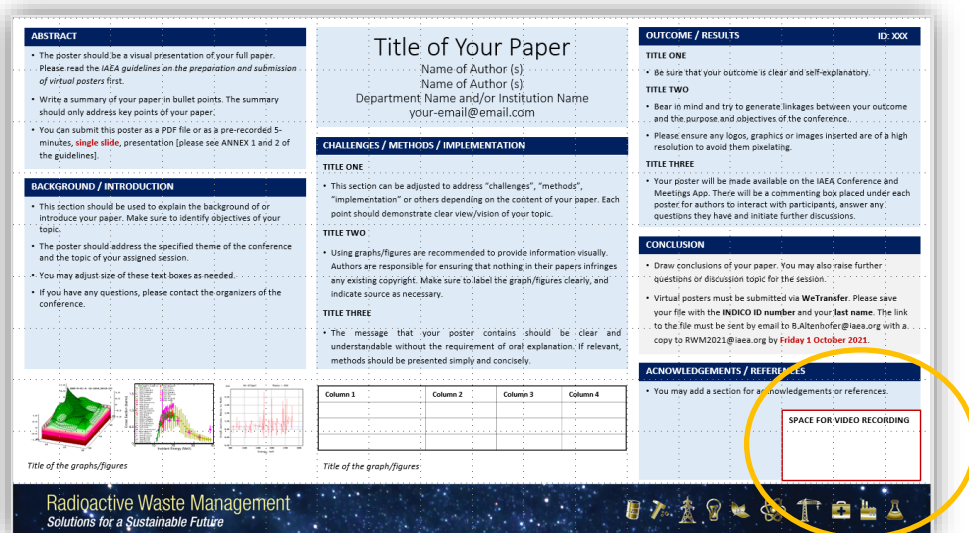 ABSTRACT
• The poster should be a visual presentation of your full paper.
Please read the IAEA guidelines on the preparation and submission
of virtual posters first.
• Write a summary of your paper in bullet points. The summary
should only address key points of your paper.
• You can submit this poster as a PDF file or as a pre-recorded 5-
minutes, single slide, presentation [please see ANNEX 1 and 2 of
the guidelines].
BACKGROUND / INTRODUCTION
• This section should be used to explain the background of or
introduce your paper. Make sure to identify objectives of your
topic.
• The poster should address the specified theme of the conference
and the topic of your assigned session.
• You may adjust size of these text boxes as needed.
• If you have any questions, please contact the organizers of the
conference.
Title of the graphs/figures
Title of Your Paper
Name of Author (s)
Name of Author (s)
Department Name and/or Institution Name
your-email@email.com
CHALLENGES / METHODS / IMPLEMENTATION
TITLE ONE
• This section can be adjusted to address "challenges", "methods",
"implementation" or others depending on the content of your paper. Each
point should demonstrate clear view/vision of your topic.
TITLE TWO
• Using graphs/figures are recommended to provide information visually.
Authors are responsible for ensuring that nothing in their papers infringes
any existing copyright. Make sure to label the graph/figures clearly, and
indicate source as necessary.
TITLE THREE
• The message that your poster contains should be clear and
understandable without the requirement of oral explanation. If relevant,
methods should be presented simply and concisely.
Column 1 Column 2 Column 3 Column 4
Title of the graph/figures
OUTCOME / RESULTS ID: XXX
TITLE ONE
• Be sure that your outcome is clear and self-explanatory.
TITLE TWO
• Bear in mind and try to generate linkages between your outcome
and the purpose and objectives of the conference..
• Please ensure any logos, graphics or images inserted are of a high
resolution to avoid them pixelating.
TITLE THREE
• Your poster will be made available on the IAEA Conference and
Meetings App. There will be a commenting box placed under each
poster for authors to interact with participants, answer any
questions they have and initiate further discussions.
CONCLUSION
• Draw conclusions of your paper. You may also raise further
questions or discussion topic for the session.
• Virtual posters must be submitted via WeTransfer. Please save
your file with the INDICO ID number and your last name. The link
to the file must be sent by email to B.Altenhofer@iaea.org with a
copy to RWM2021@iaea.org by Friday 1 October 2021.
ACNOWLEDGEMENTS / REFERENCES
• You may add a section for acknowledgements or references.
SPACE FOR VIDEO RECORDING
Radioactive Waste Management
Solutions for a Sustainable Future